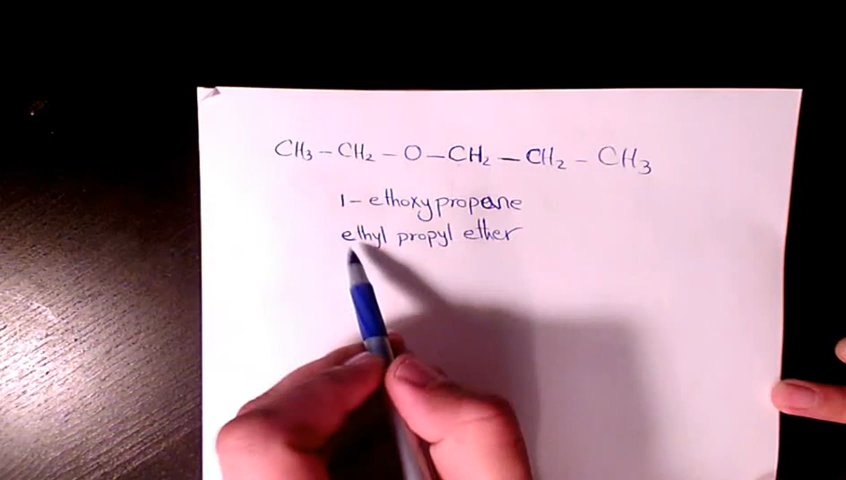 CH₃ – CH₂ – O – CH₂ – CH₂ – CH₃
1 – ethoxypropane
ethyl propyl ether